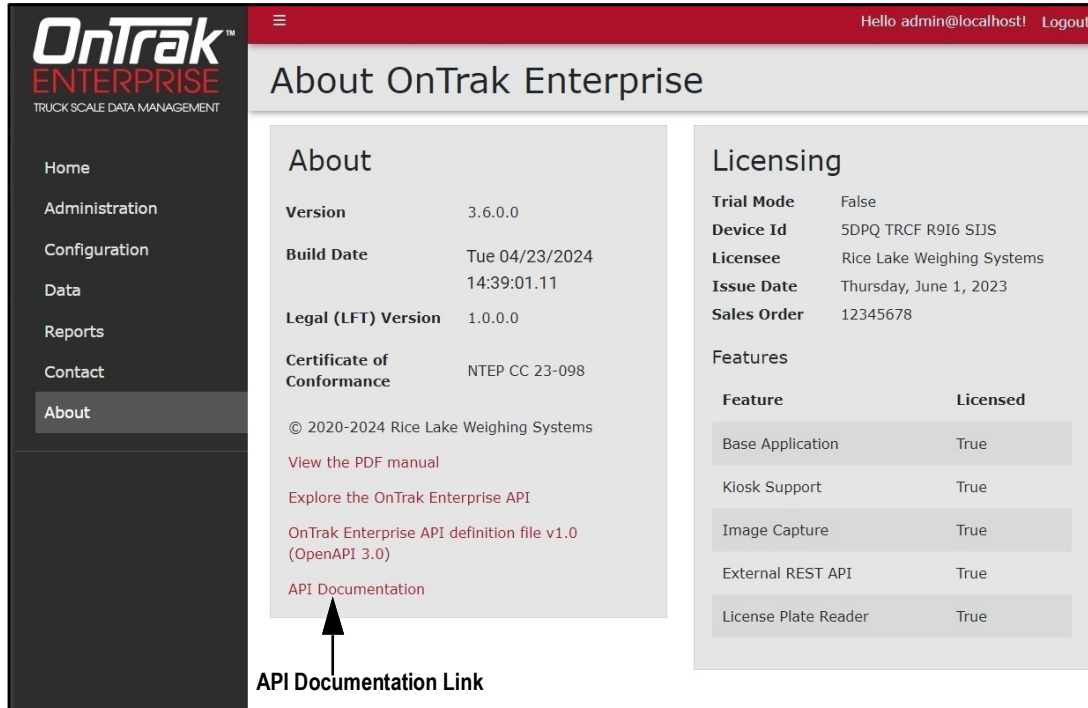 OnTrak™
ENTERPRISE
TRUCK SCALE DATA MANAGEMENT
Home
Administration
Configuration
Data
Reports
Contact
About
☰
Hello admin@localhost! Logout
About OnTrak Enterprise
About
Version 3.6.0.0
Build Date Tue 04/23/2024
14:39:01.11
Legal (LFT) Version 1.0.0.0
Certificate of
Conformance NTEP CC 23-098
© 2020-2024 Rice Lake Weighing Systems
View the PDF manual
Explore the OnTrak Enterprise API
OnTrak Enterprise API definition file v1.0
(OpenAPI 3.0)
API Documentation
API Documentation Link
Licensing
Trial Mode False
Device Id 5DPQ TRCF R9I6 SIJS
Licensee Rice Lake Weighing Systems
Issue Date Thursday, June 1, 2023
Sales Order 12345678
Features
Feature Licensed
Base Application True
Kiosk Support True
Image Capture True
External REST API True
License Plate Reader True